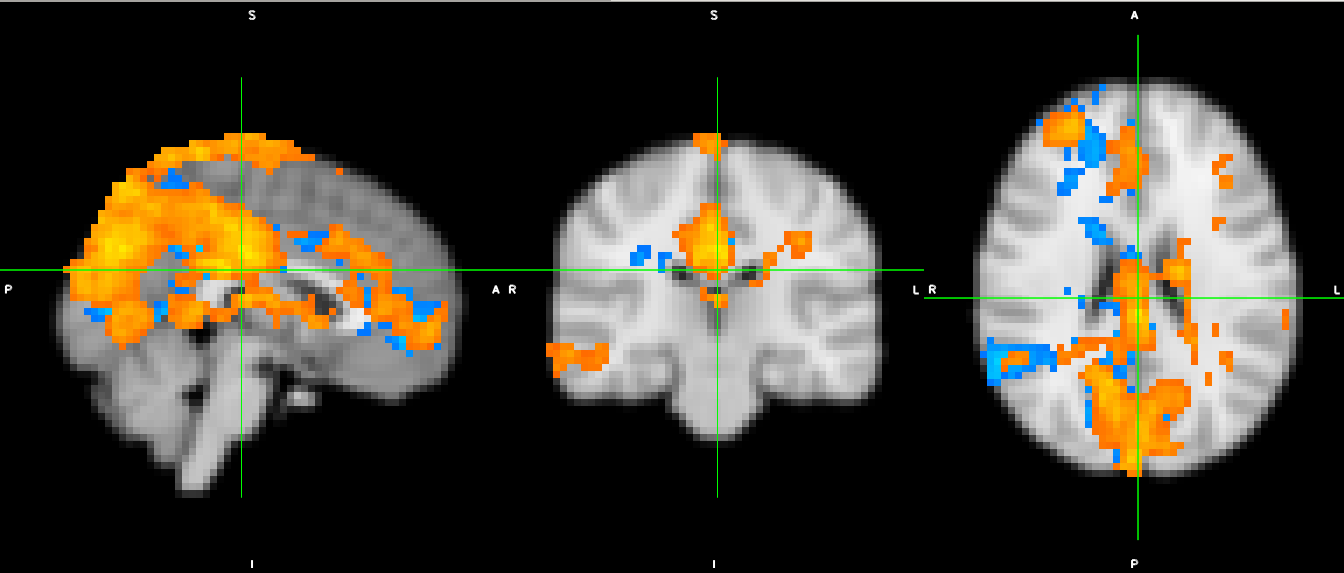 S S A
P A R L R L
I I P